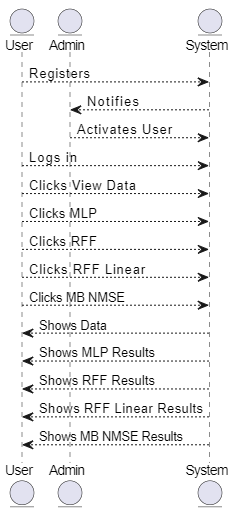 User Admin System
Registers
Notifies
Activates User
Logs in
Clicks View Data
Clicks MLP
Clicks RFF
Clicks RFF Linear
Clicks MB NMSE
Shows Data
Shows MLP Results
Shows RFF Results
Shows RFF Linear Results
Shows MB NMSE Results
User Admin System